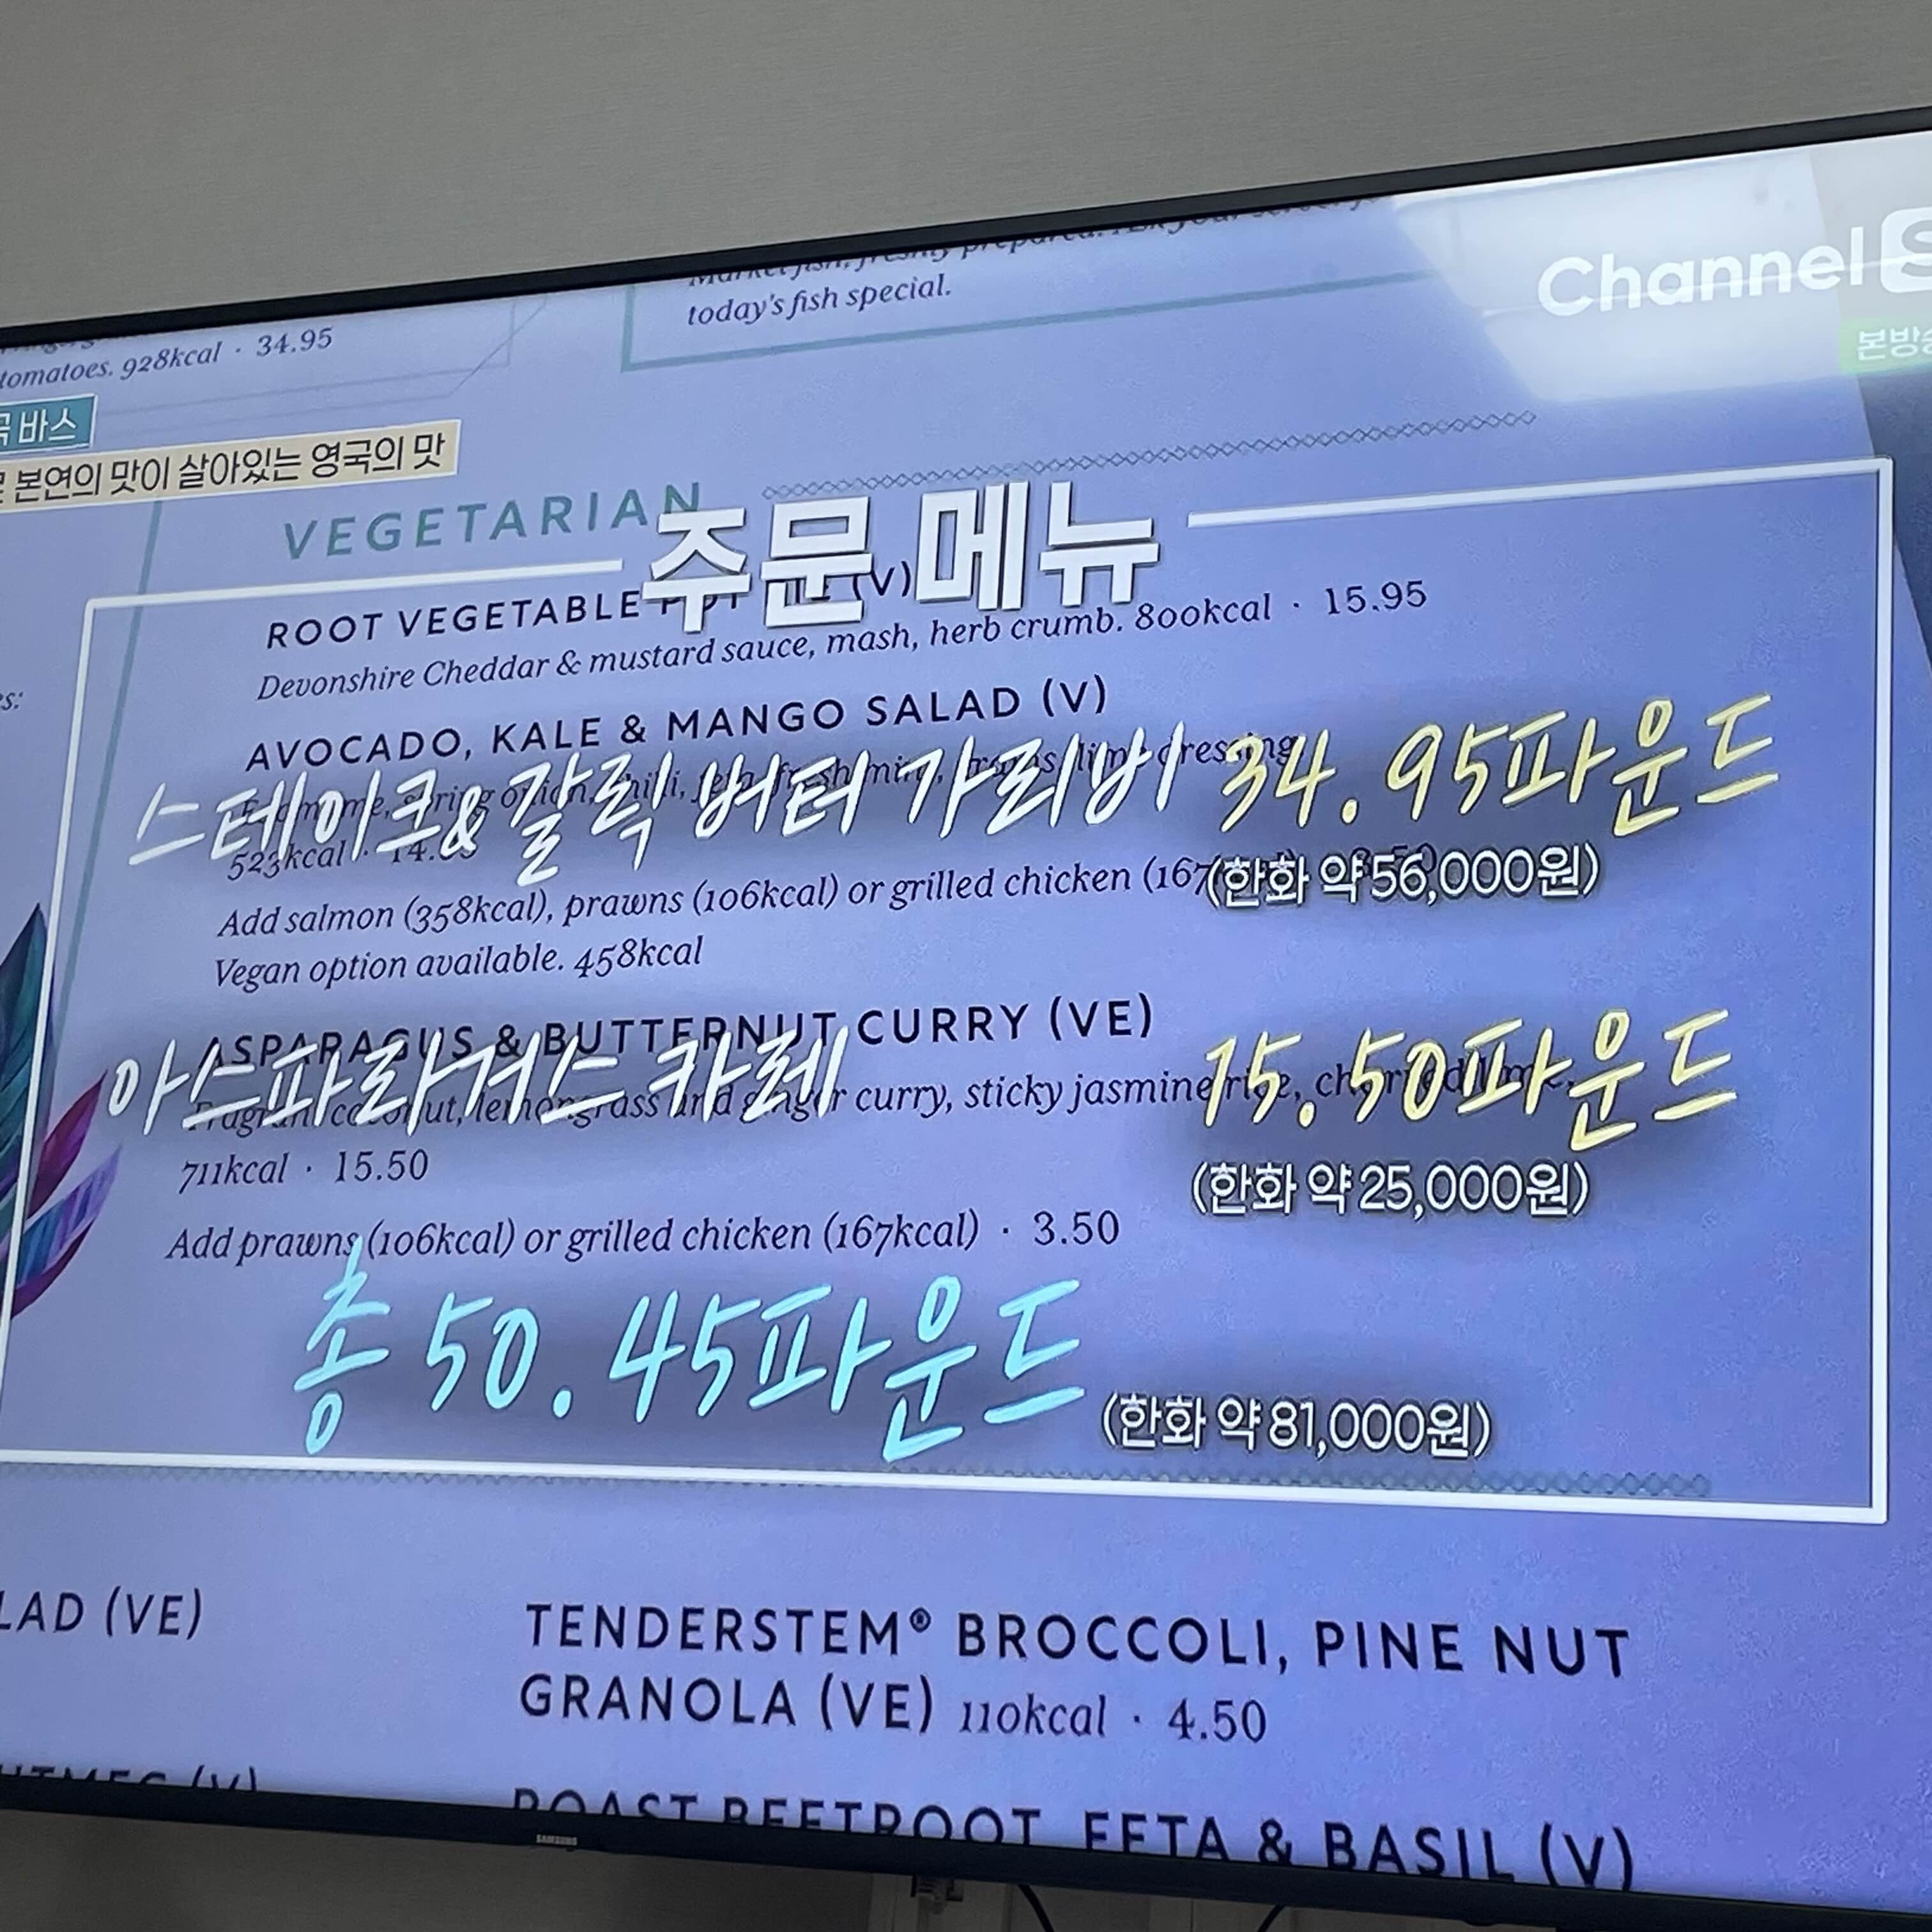 today's fish special.
Channel S
tomatoes. 928kcal · 34.95
바스
본연의 맛이 살아있는 영국의 맛
VEGETARIAN
주문 메뉴
ROOT VEGETABLE (V)
Devonshire Cheddar & mustard sauce, mash, herb crumb. 800kcal · 15.95
AVOCADO, KALE & MANGO SALAD (V)
스테이크&갈릭 버터 가리비 34.95파운드
523kcal
(한화 약 56,000원)
Add salmon (358kcal), prawns (106kcal) or grilled chicken
Vegan option available. 458kcal
ASPARAGUS & BUTTERNUT CURRY (VE)
아스파라거스 카레 15.50파운드
curry, sticky jasmine
711kcal · 15.50
(한화 약 25,000원)
Add prawns (106kcal) or grilled chicken (167kcal) · 3.50
총 50.45파운드
(한화 약 81,000원)
(VE)
TENDERSTEM® BROCCOLI, PINE NUT
GRANOLA (VE) 110kcal · 4.50
ROAST BEETROOT, FETA & BASIL (V)
SAMSUNG